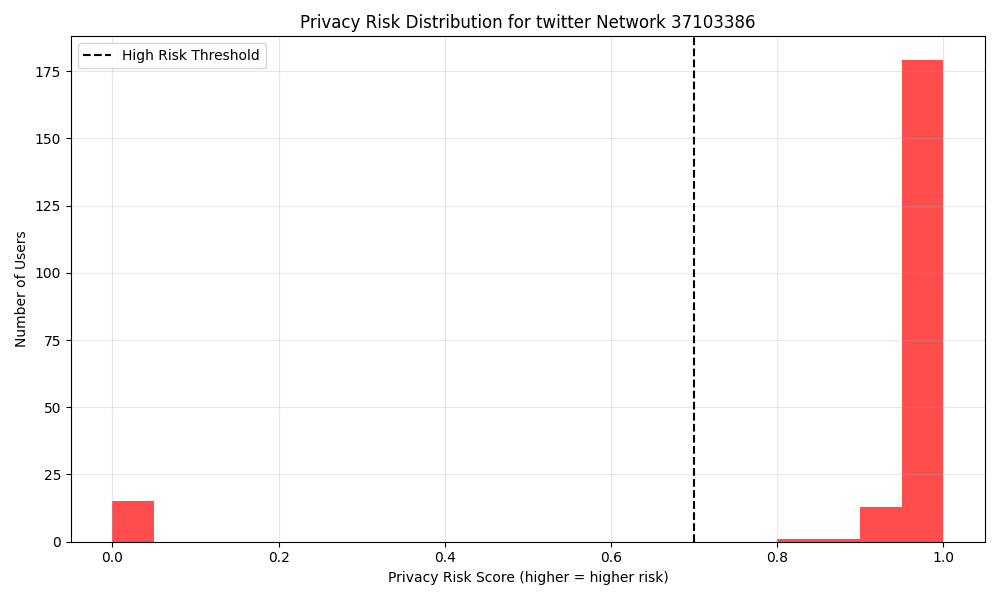 Privacy Risk Distribution for twitter Network 37103386
High Risk Threshold
175
150
125
100
75
50
25
0
Number of Users
0.0 0.2 0.4 0.6 0.8 1.0
Privacy Risk Score (higher = higher risk)